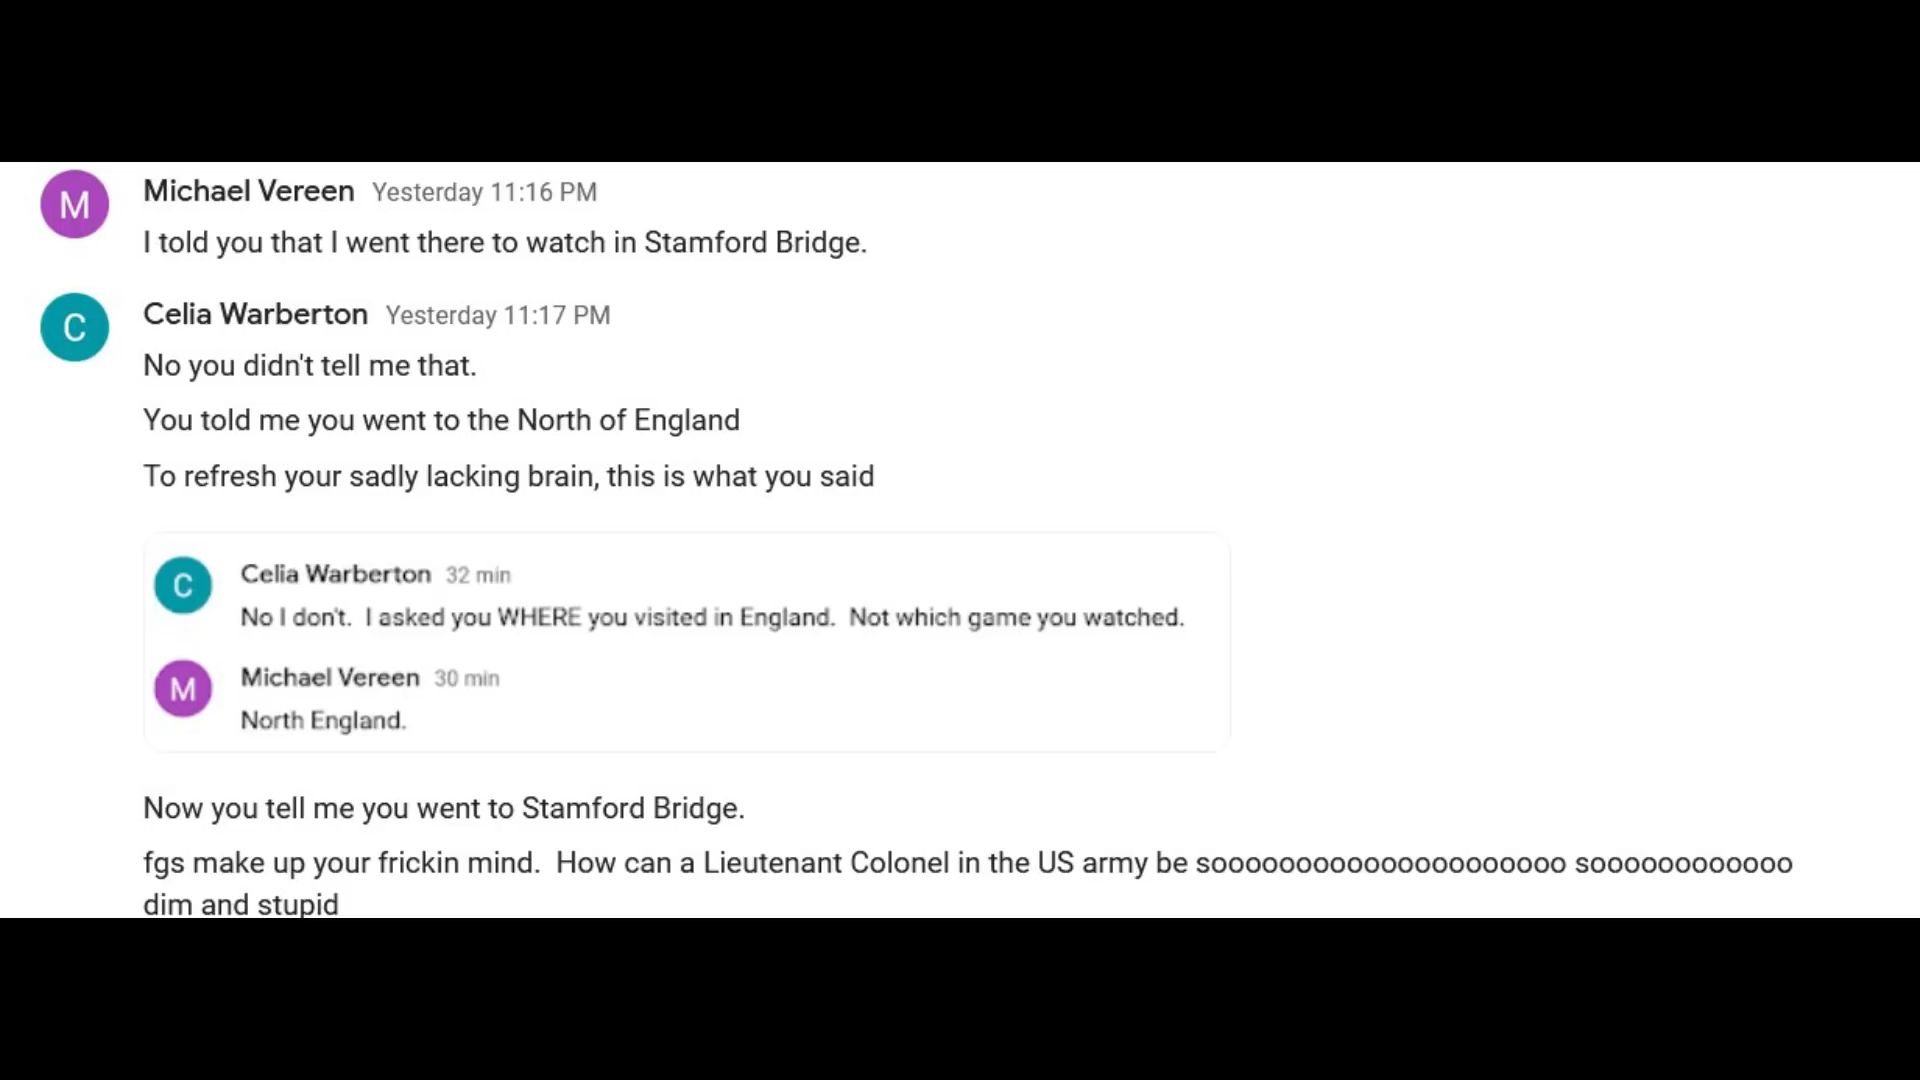 M
Michael Vereen Yesterday 11:16 PM
I told you that I went there to watch in Stamford Bridge.
C
Celia Warberton Yesterday 11:17 PM
No you didn't tell me that.
You told me you went to the North of England
To refresh your sadly lacking brain, this is what you said
C
Celia Warberton 32 min
No I don't. I asked you WHERE you visited in England. Not which game you watched.
M
Michael Vereen 30 min
North England.
Now you tell me you went to Stamford Bridge.
fgs make up your frickin mind. How can a Lieutenant Colonel in the US army be sooooooooooooooooooooo sooooooooooooo
dim and stupid